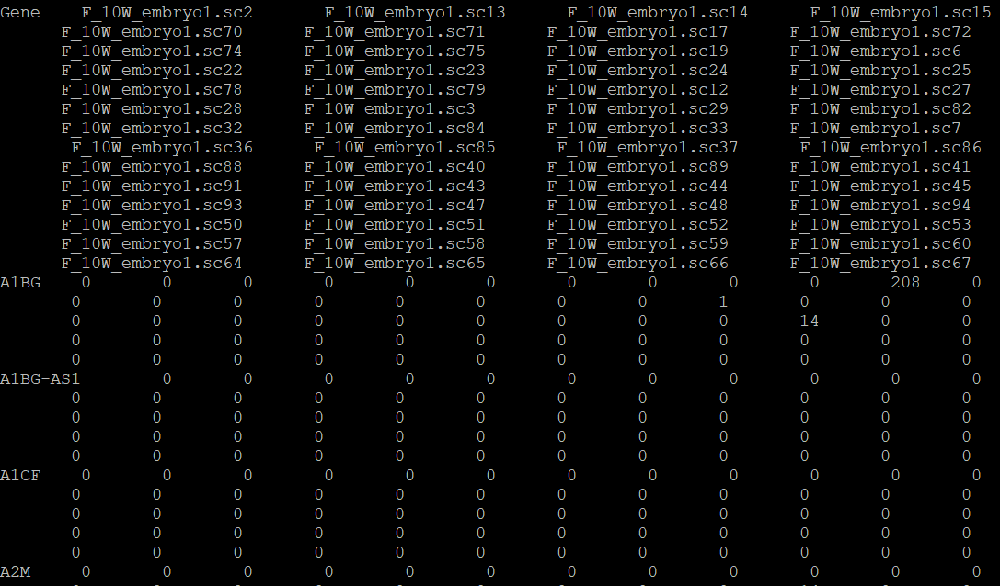 Gene F_10W_embryo1.sc2 F_10W_embryo1.sc13 F_10W_embryo1.sc14 F_10W_embryo1.sc15
F_10W_embryo1.sc70 F_10W_embryo1.sc71 F_10W_embryo1.sc17 F_10W_embryo1.sc72
F_10W_embryo1.sc74 F_10W_embryo1.sc75 F_10W_embryo1.sc19 F_10W_embryo1.sc6
F_10W_embryo1.sc22 F_10W_embryo1.sc23 F_10W_embryo1.sc24 F_10W_embryo1.sc25
F_10W_embryo1.sc78 F_10W_embryo1.sc79 F_10W_embryo1.sc12 F_10W_embryo1.sc27
F_10W_embryo1.sc28 F_10W_embryo1.sc3 F_10W_embryo1.sc29 F_10W_embryo1.sc82
F_10W_embryo1.sc32 F_10W_embryo1.sc84 F_10W_embryo1.sc33 F_10W_embryo1.sc7
F_10W_embryo1.sc36 F_10W_embryo1.sc85 F_10W_embryo1.sc37 F_10W_embryo1.sc86
F_10W_embryo1.sc88 F_10W_embryo1.sc40 F_10W_embryo1.sc89 F_10W_embryo1.sc41
F_10W_embryo1.sc91 F_10W_embryo1.sc43 F_10W_embryo1.sc44 F_10W_embryo1.sc45
F_10W_embryo1.sc93 F_10W_embryo1.sc47 F_10W_embryo1.sc48 F_10W_embryo1.sc94
F_10W_embryo1.sc50 F_10W_embryo1.sc51 F_10W_embryo1.sc52 F_10W_embryo1.sc53
F_10W_embryo1.sc57 F_10W_embryo1.sc58 F_10W_embryo1.sc59 F_10W_embryo1.sc60
F_10W_embryo1.sc64 F_10W_embryo1.sc65 F_10W_embryo1.sc66 F_10W_embryo1.sc67
A1BG 0 0 0 0 0 0 0 0 0 0 208 0
0 0 0 0 0 0 0 0 1 0 0 0
0 0 0 0 0 0 0 0 0 14 0 0
0 0 0 0 0 0 0 0 0 0 0 0
0 0 0 0 0 0 0 0 0 0 0 0
A1BG-AS1 0 0 0 0 0 0 0 0 0 0 0
0 0 0 0 0 0 0 0 0 0 0 0
0 0 0 0 0 0 0 0 0 0 0 0
0 0 0 0 0 0 0 0 0 0 0 0
0 0 0 0 0 0 0 0 0 0 0 0
A1CF 0 0 0 0 0 0 0 0 0 0 0 0
0 0 0 0 0 0 0 0 0 0 0 0
0 0 0 0 0 0 0 0 0 0 0 0
0 0 0 0 0 0 0 0 0 0 0 0
0 0 0 0 0 0 0 0 0 0 0 0
A2M 0 0 0 0 0 0 0 0 0 0 0 0